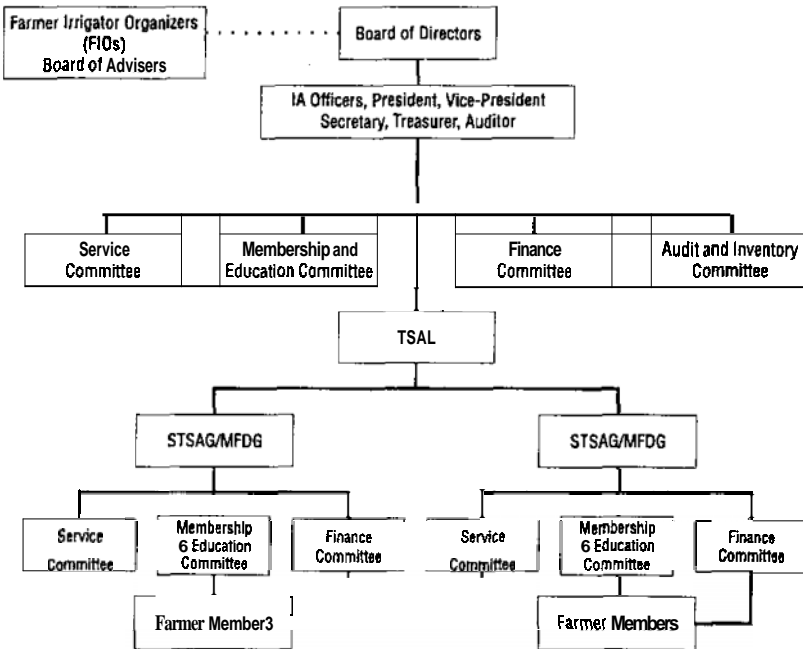 Farmer Irrigator Organizers
(FIOs)
Board of Advisers
Board of Directors
IA Officers, President, Vice-President
Secretary, Treasurer, Auditor
Service
Committee
Membership and
Education Committee
Finance
Committee
Audit and Inventory
Committee
TSAL
STSAG/MFDG
STSAG/MFDG
Service
Committee
Membership
6 Education
Committee
Finance
Committee
Service
Committee
Membership
6 Education
Committee
Finance
Committee
Farmer Member3
Farmer Members